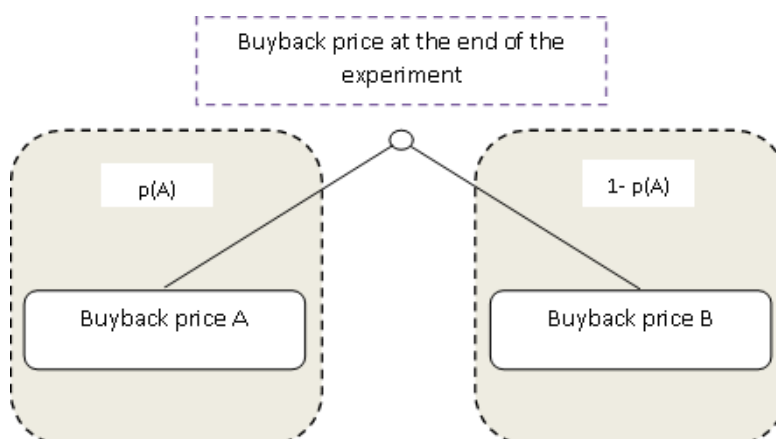 Buyback price at the end of the
experiment
p(A)
1- p(A)
Buyback price A
Buyback price B